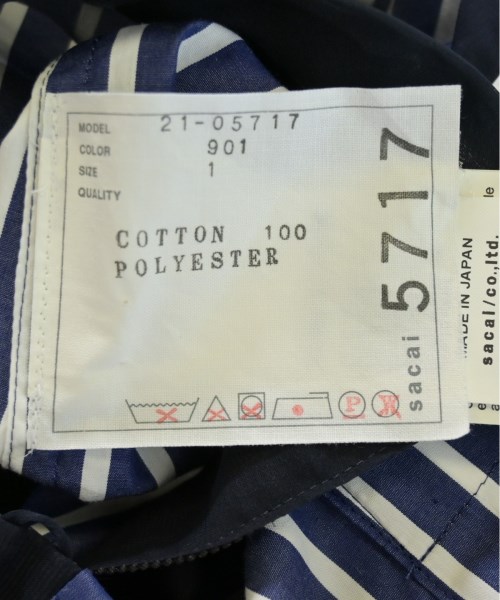 MODEL 21-05717
COLOR 901
SIZE 1
QUALITY
COTTON 100
POLYESTER
P W
sacai 5717
MADE IN JAPAN
sacai/co.,ltd.
le